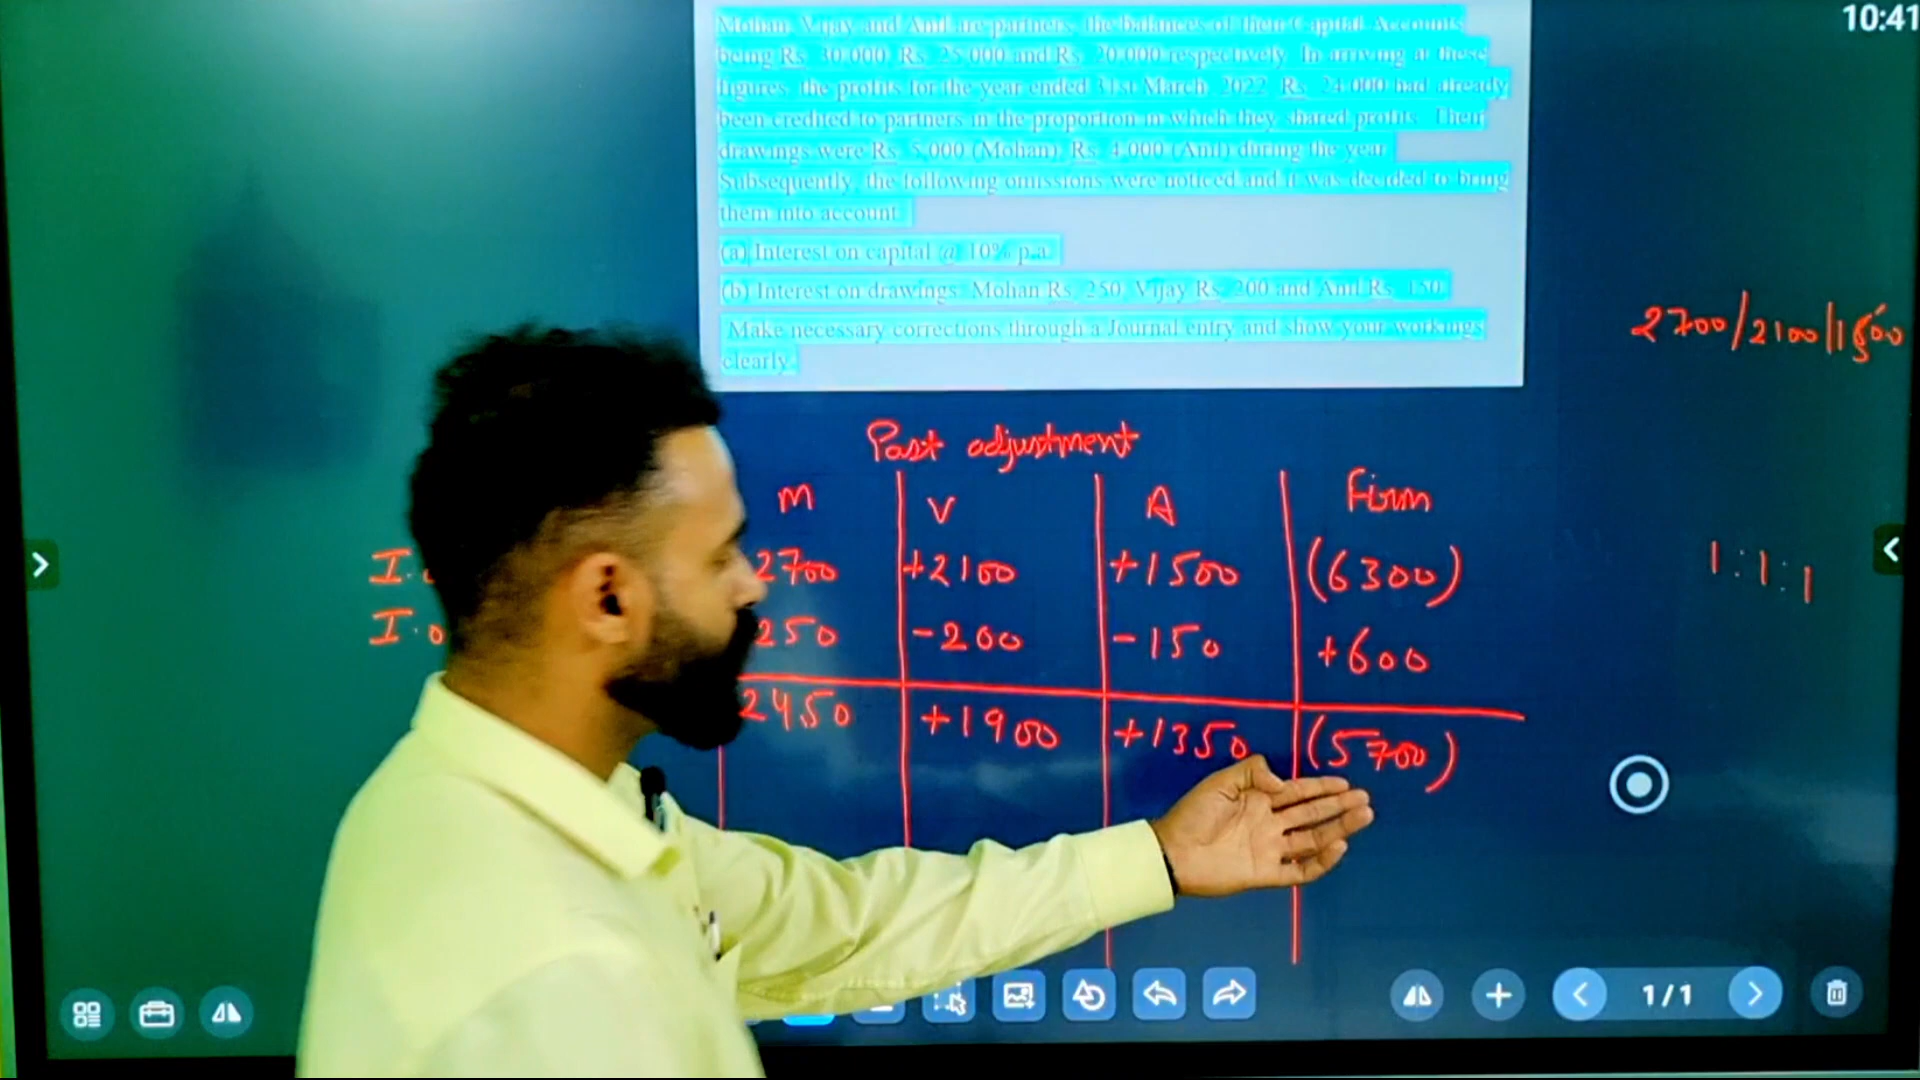 10:41
Mohan, Vijay and Anil are partners, the balances of their Capital Accounts
being Rs. 30,000, Rs. 25,000 and Rs. 20,000 respectively. In arriving at these
figures, the profits for the year ended 31st March, 2022, Rs. 24,000 had already
been credited to partners in the proportion in which they shared profits. Their
drawings were Rs. 5,000 (Mohan), Rs. 4,000 (Anil) during the year.
Subsequently, the following omissions were noticed and it was decided to bring
them into account.
(a) Interest on capital @ 10% p.a.
(b) Interest on drawings: Mohan Rs. 250, Vijay Rs. 200 and Anil Rs. 150.
Make necessary corrections through a Journal entry and show your workings
clearly.
2700/2100/1500
Past adjustment
M V A Firm
I. 2700 +2100 +1500 (6300)
I.o 250 -200 -150 +600
2450 +1900 +1350 (5700)
1:1:1
1/1